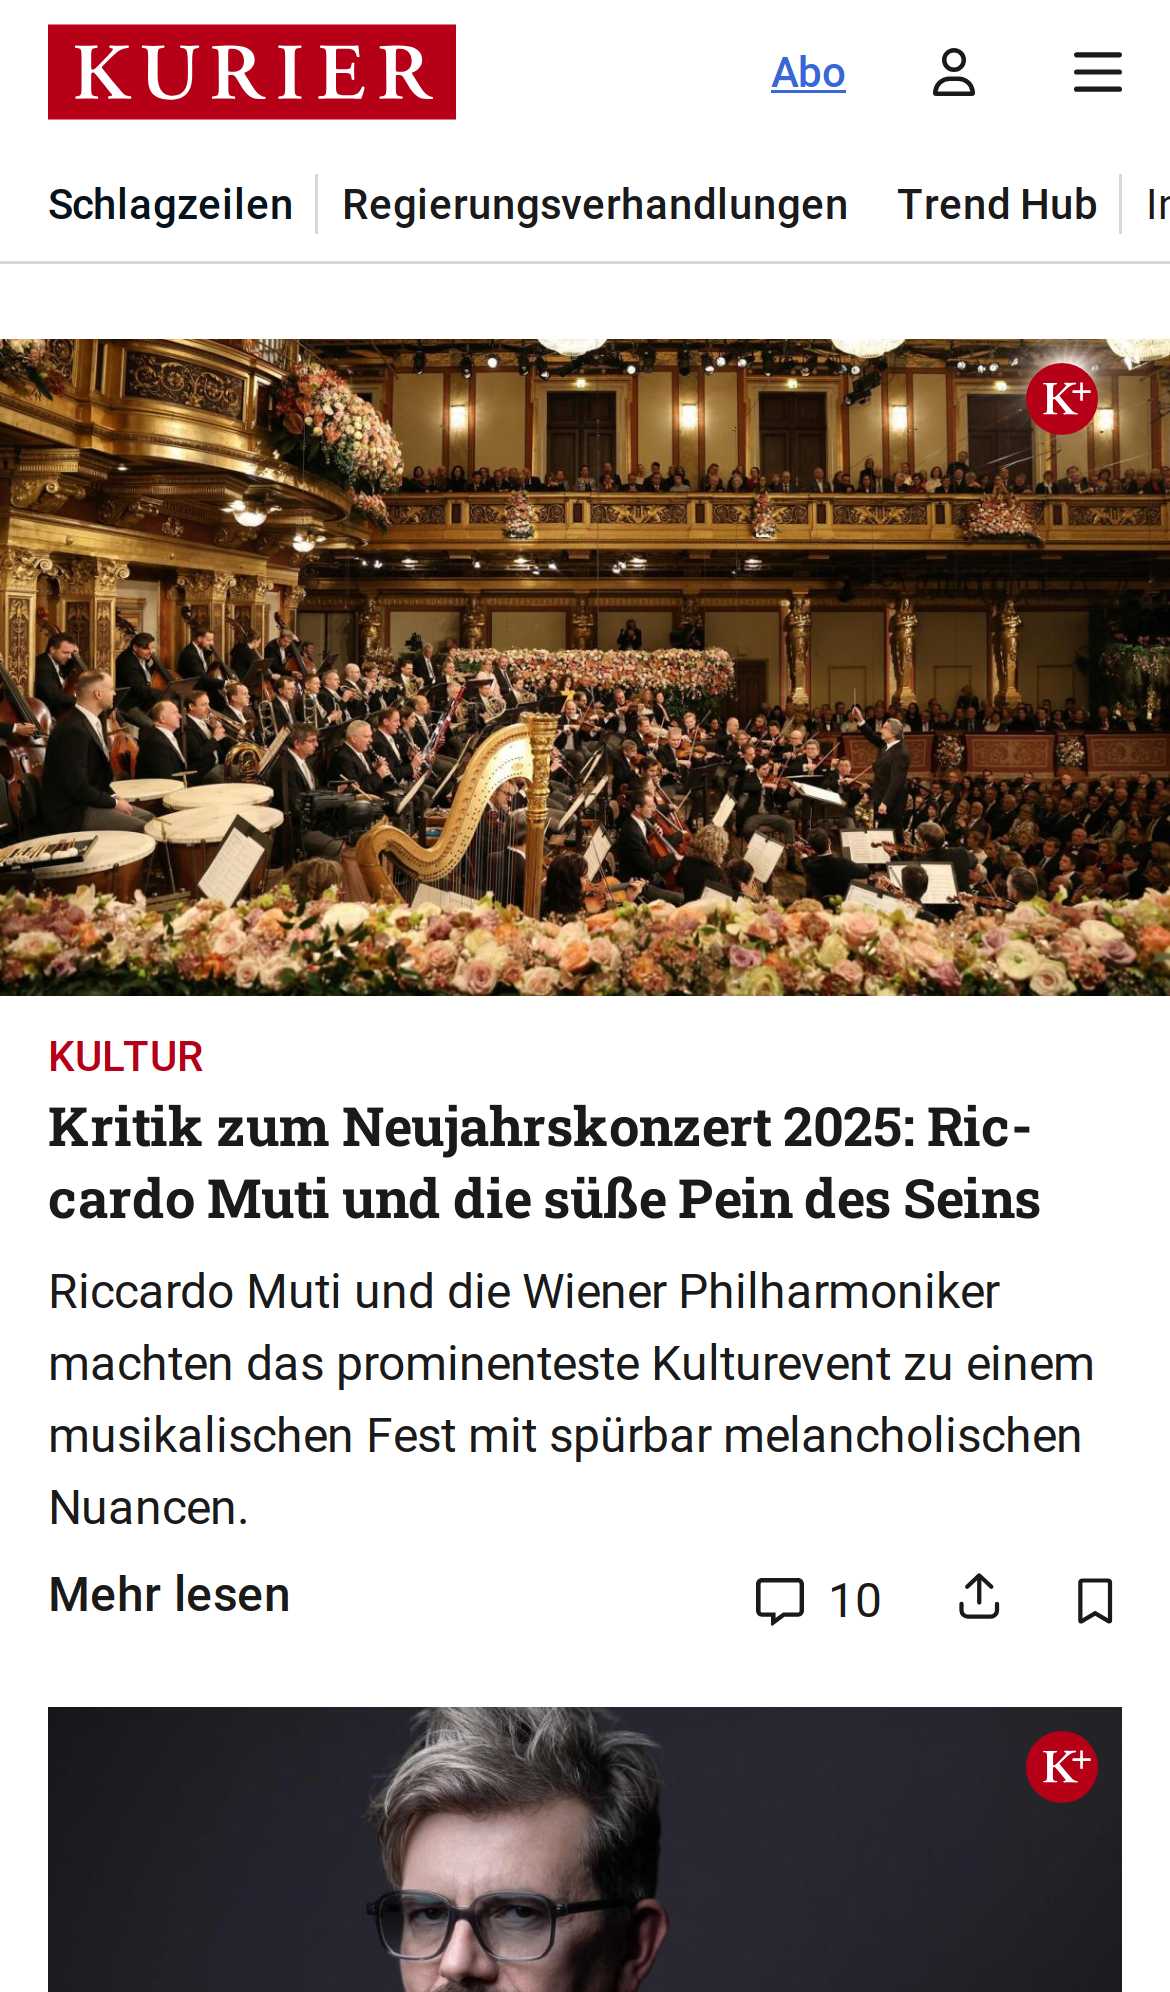 KURIER
Abo
Schlagzeilen
Regierungsverhandlungen
Trend Hub
K+
KULTUR
Kritik zum Neujahrskonzert 2025: Ric-
cardo Muti und die süße Pein des Seins
Riccardo Muti und die Wiener Philharmoniker
machten das prominenteste Kulturevent zu einem
musikalischen Fest mit spürbar melancholischen
Nuancen.
Mehr lesen
10
K+